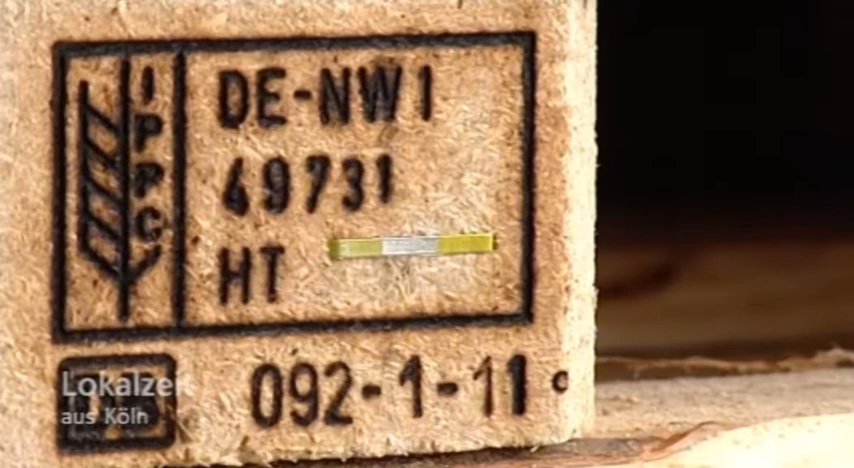 IPPC
DE-NW1
49731
HT
092-1-11
Lokalzeit
aus Köln